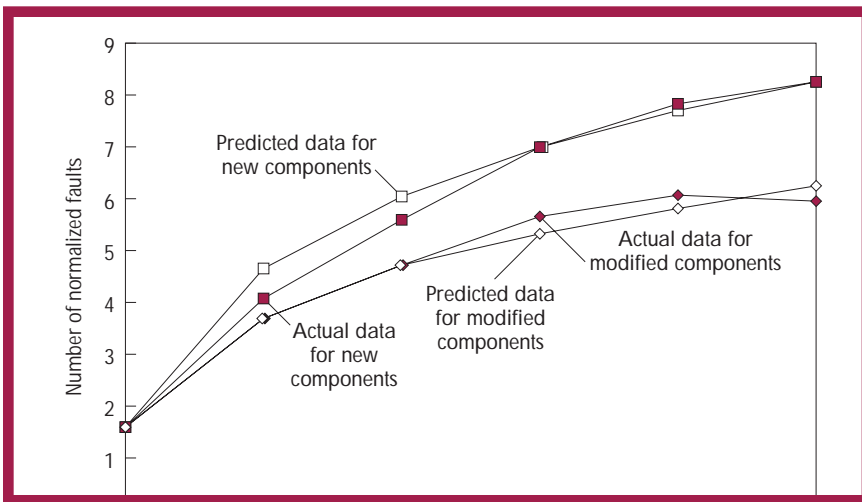 9
8
7
6
5
4
3
2
1
Number of normalized faults
Predicted data for
new components
Actual data for
modified components
Predicted data
for modified
components
Actual data
for new
components